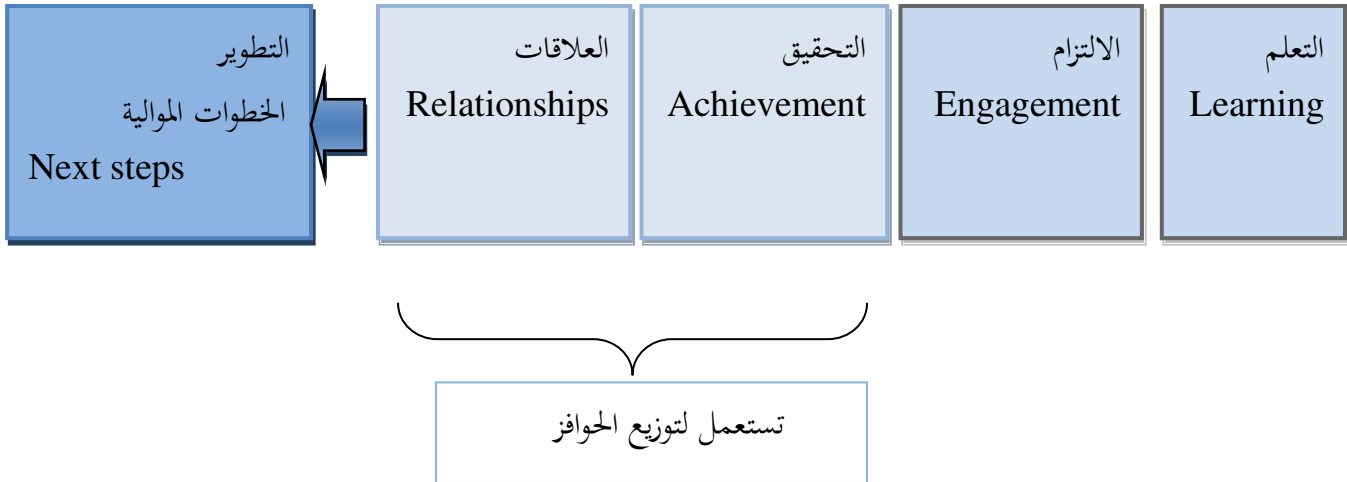 التعلم
Learning
الالتزام
Engagement
التحقيق
Achievement
العلاقات
Relationships
التطوير
الخطوات الموالية
Next steps
تستعمل لتوزيع الحوافز